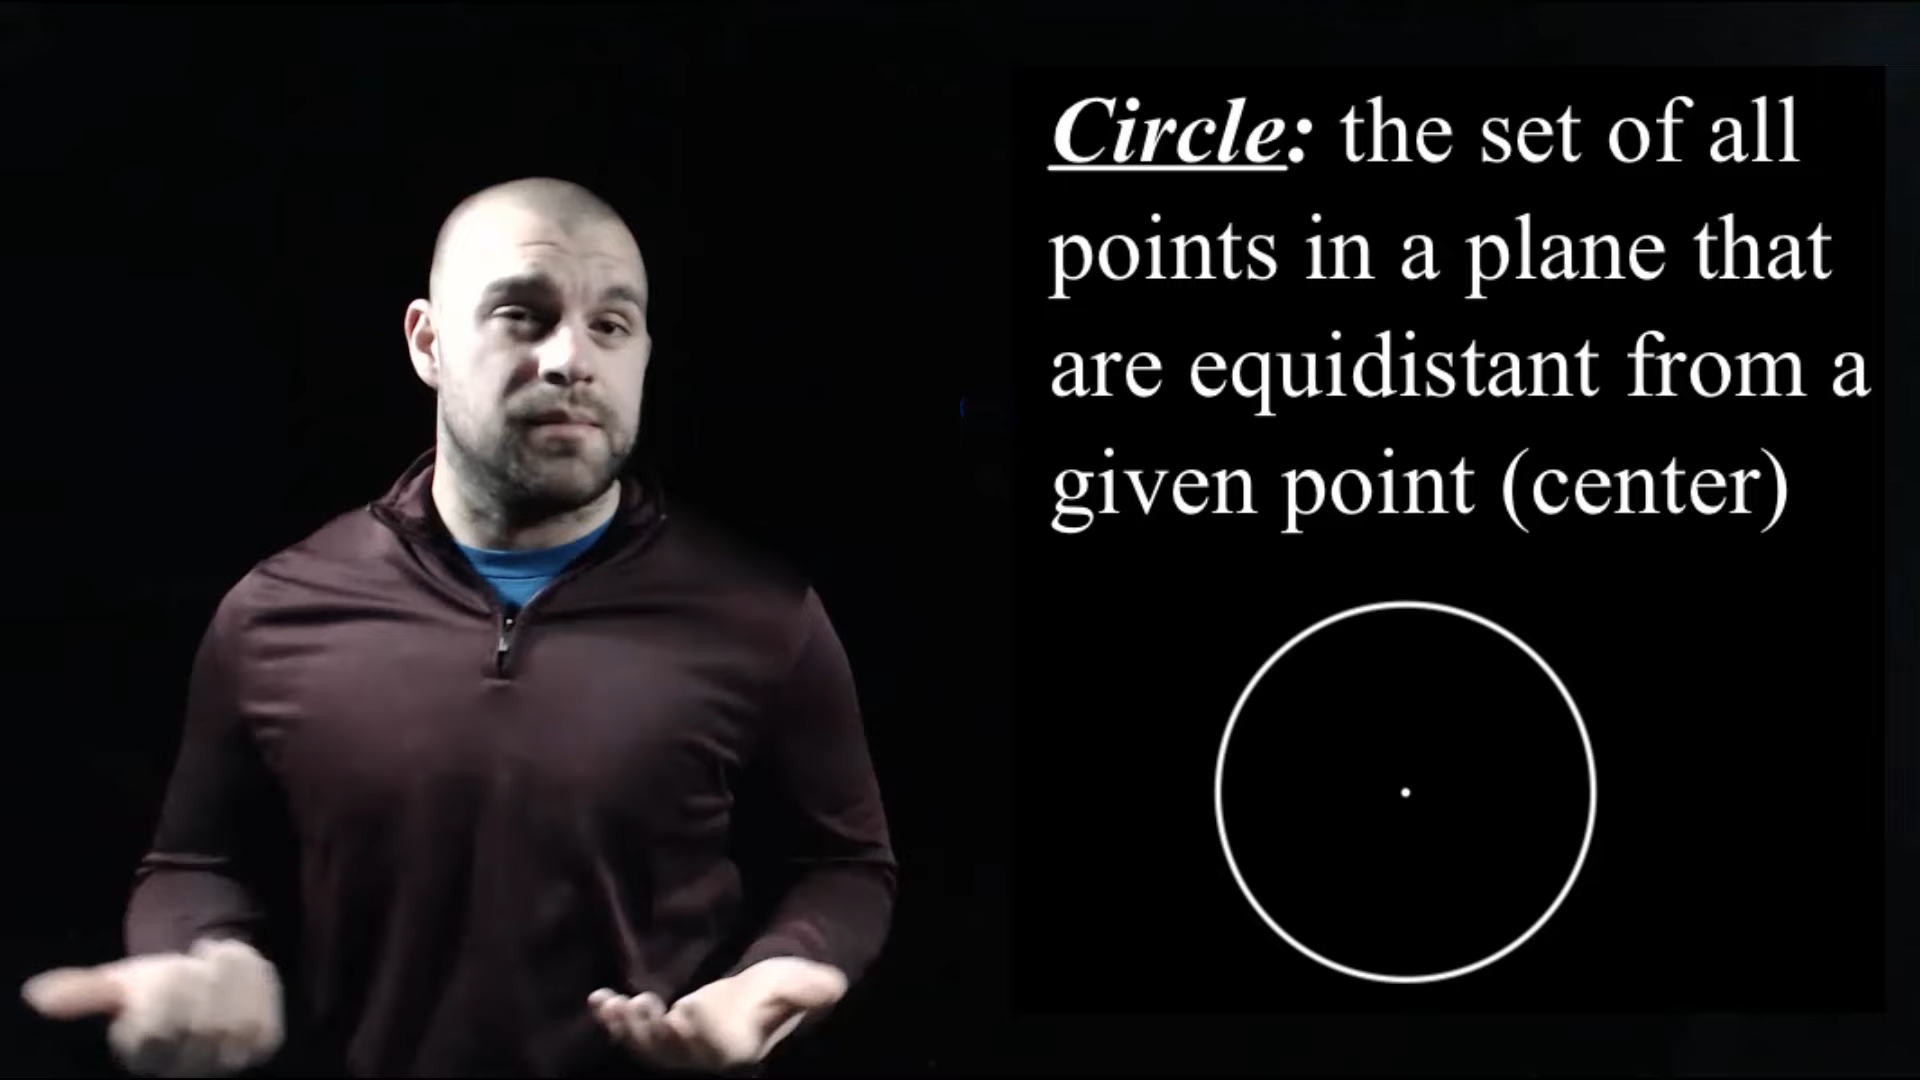 Circle: the set of all
points in a plane that
are equidistant from a
given point (center)